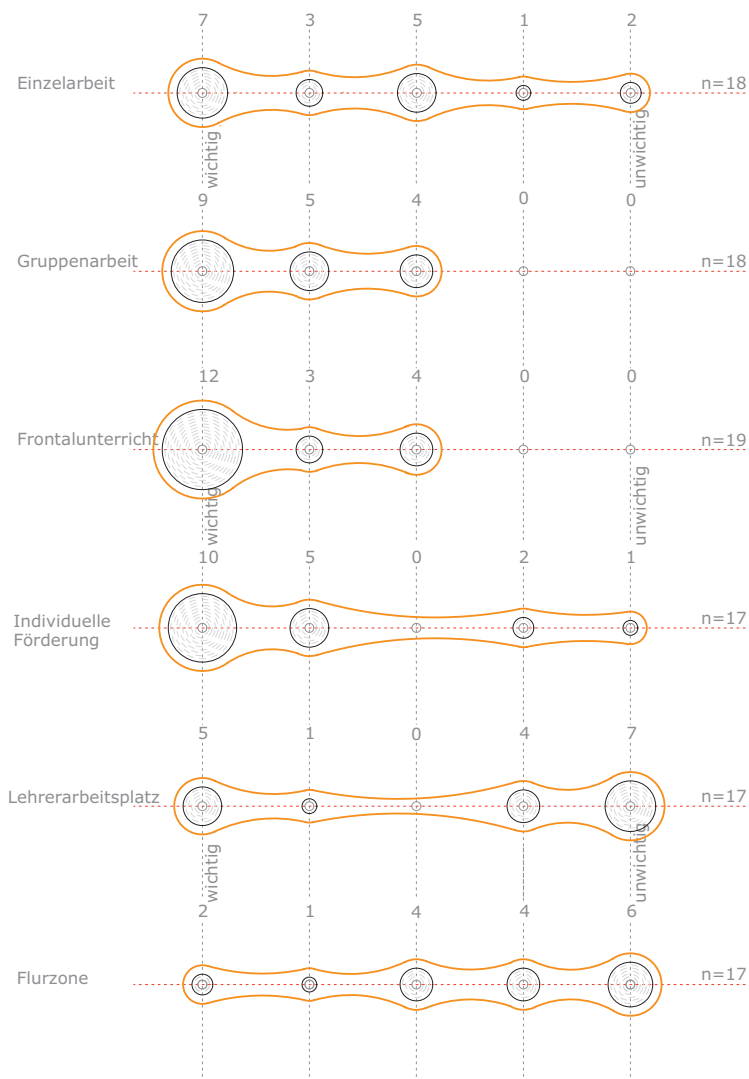 7 3 5 1 2
Einzelarbeit n=18
wichtig unwichtig
9 5 4 0 0
Gruppenarbeit n=18
12 3 4 0 0
Frontalunterricht n=19
wichtig unwichtig
10 5 0 2 1
Individuelle
Förderung n=17
5 1 0 4 7
Lehrerarbeitsplatz n=17
wichtig unwichtig
2 1 4 4 6
Flurzone n=17